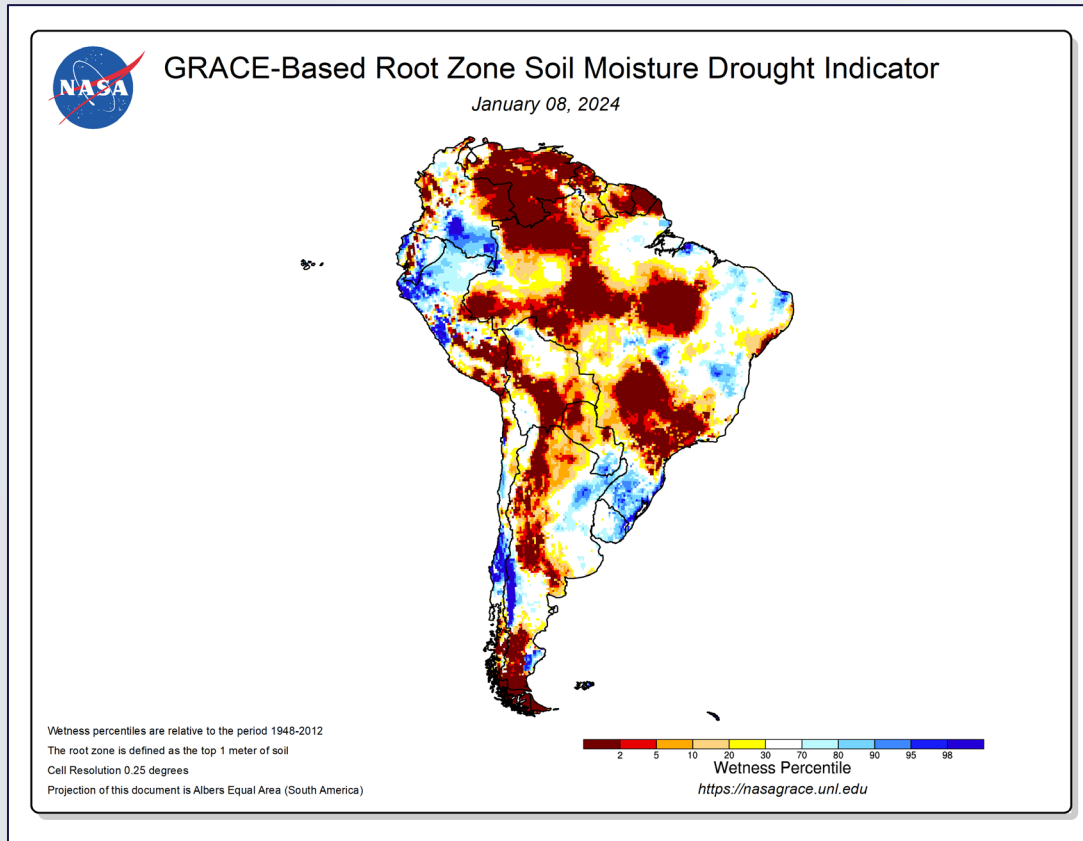 NASA
GRACE-Based Root Zone Soil Moisture Drought Indicator
January 08, 2024
Wetness percentiles are relative to the period 1948-2012
The root zone is defined as the top 1 meter of soil
Cell Resolution 0.25 degrees
Projection of this document is Albers Equal Area (South America)
2 5 10 20 30 70 80 90 95 98
Wetness Percentile
https://nasagrace.unl.edu